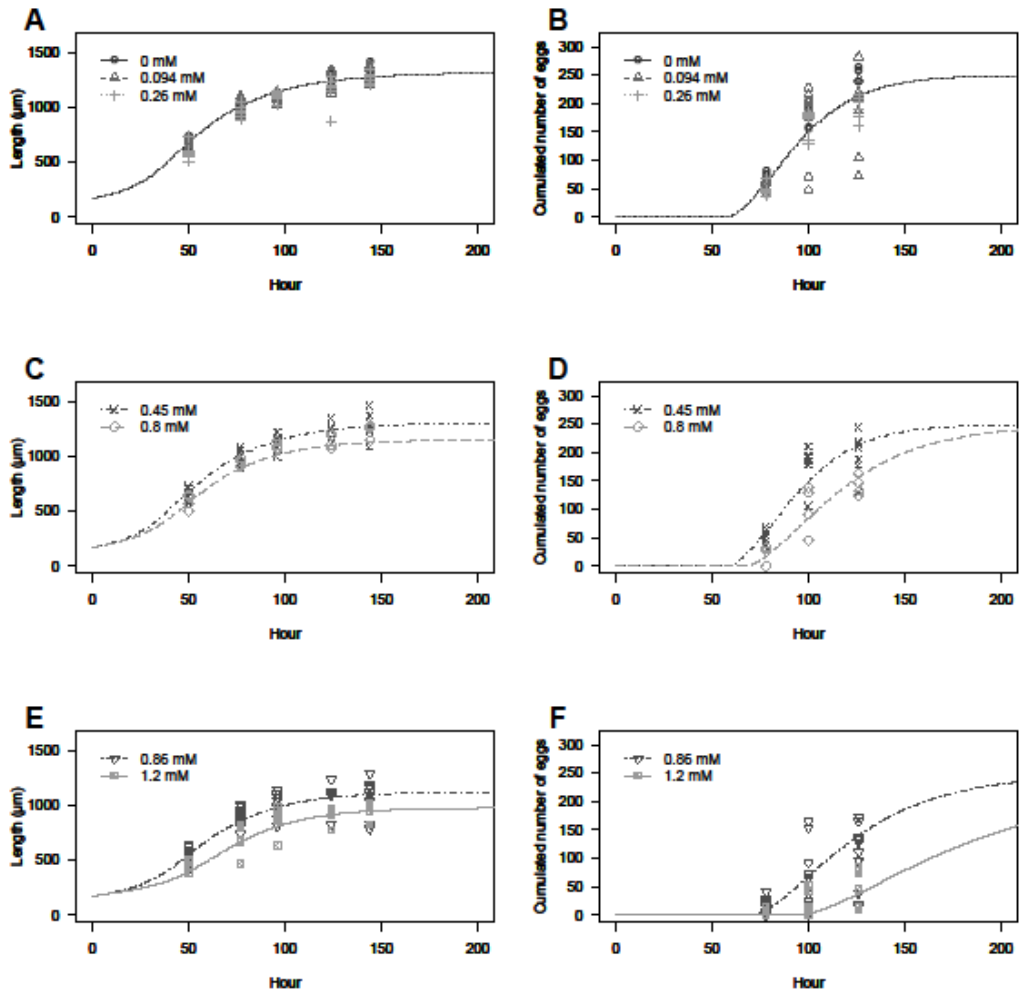 A
Length (µm)
1500
1000
500
0
0 mM
0.094 mM
0.26 mM
0 50 100 150 200
Hour
B
Cumulated number of eggs
300
250
200
150
100
50
0
0 mM
0.094 mM
0.26 mM
0 50 100 150 200
Hour
C
Length (µm)
1500
1000
500
0
0.45 mM
0.8 mM
0 50 100 150 200
Hour
D
Cumulated number of eggs
300
250
200
150
100
50
0
0.45 mM
0.8 mM
0 50 100 150 200
Hour
E
Length (µm)
1500
1000
500
0
0.86 mM
1.2 mM
0 50 100 150 200
Hour
F
Cumulated number of eggs
300
250
200
150
100
50
0
0.86 mM
1.2 mM
0 50 100 150 200
Hour